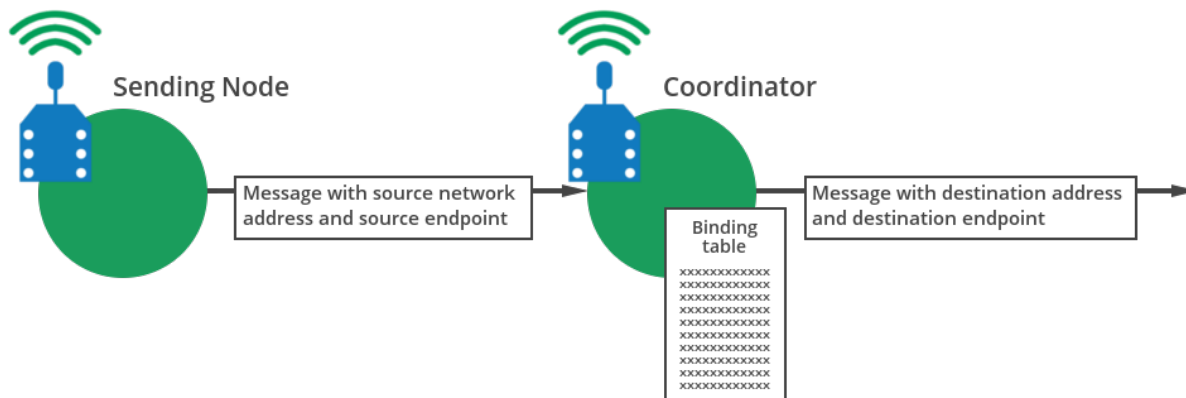 Sending Node
Coordinator
Message with source network
address and source endpoint
Message with destination address
and destination endpoint
Binding
table
xxxxxxxxxxxx
xxxxxxxxxxxx
xxxxxxxxxxxx
xxxxxxxxxxxx
xxxxxxxxxxxx
xxxxxxxxxxxx
xxxxxxxxxxxx
xxxxxxxxxxxx
xxxxxxxxxxxx
xxxxxxxxxxxx